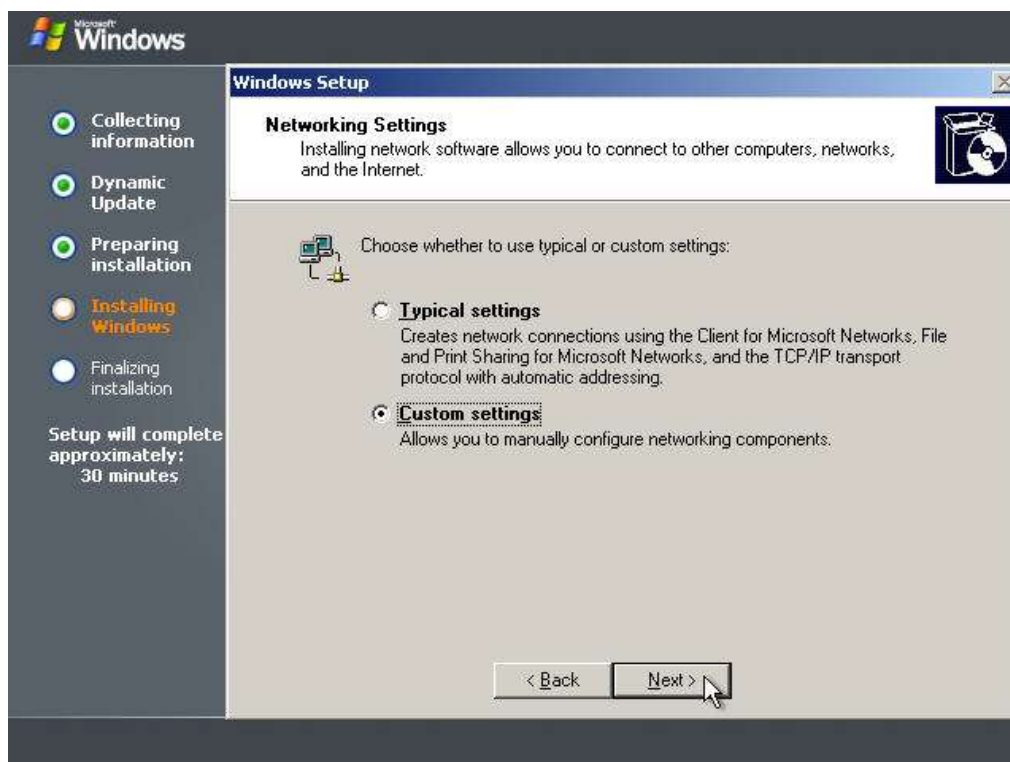 Microsoft
Windows
Collecting
information
Dynamic
Update
Preparing
installation
Installing
Windows
Finalizing
installation
Setup will complete
approximately:
30 minutes
Windows Setup
Networking Settings
Installing network software allows you to connect to other computers, networks,
and the Internet.
Choose whether to use typical or custom settings:
Typical settings
Creates network connections using the Client for Microsoft Networks, File
and Print Sharing for Microsoft Networks, and the TCP/IP transport
protocol with automatic addressing.
Custom settings
Allows you to manually configure networking components.
< Back
Next >